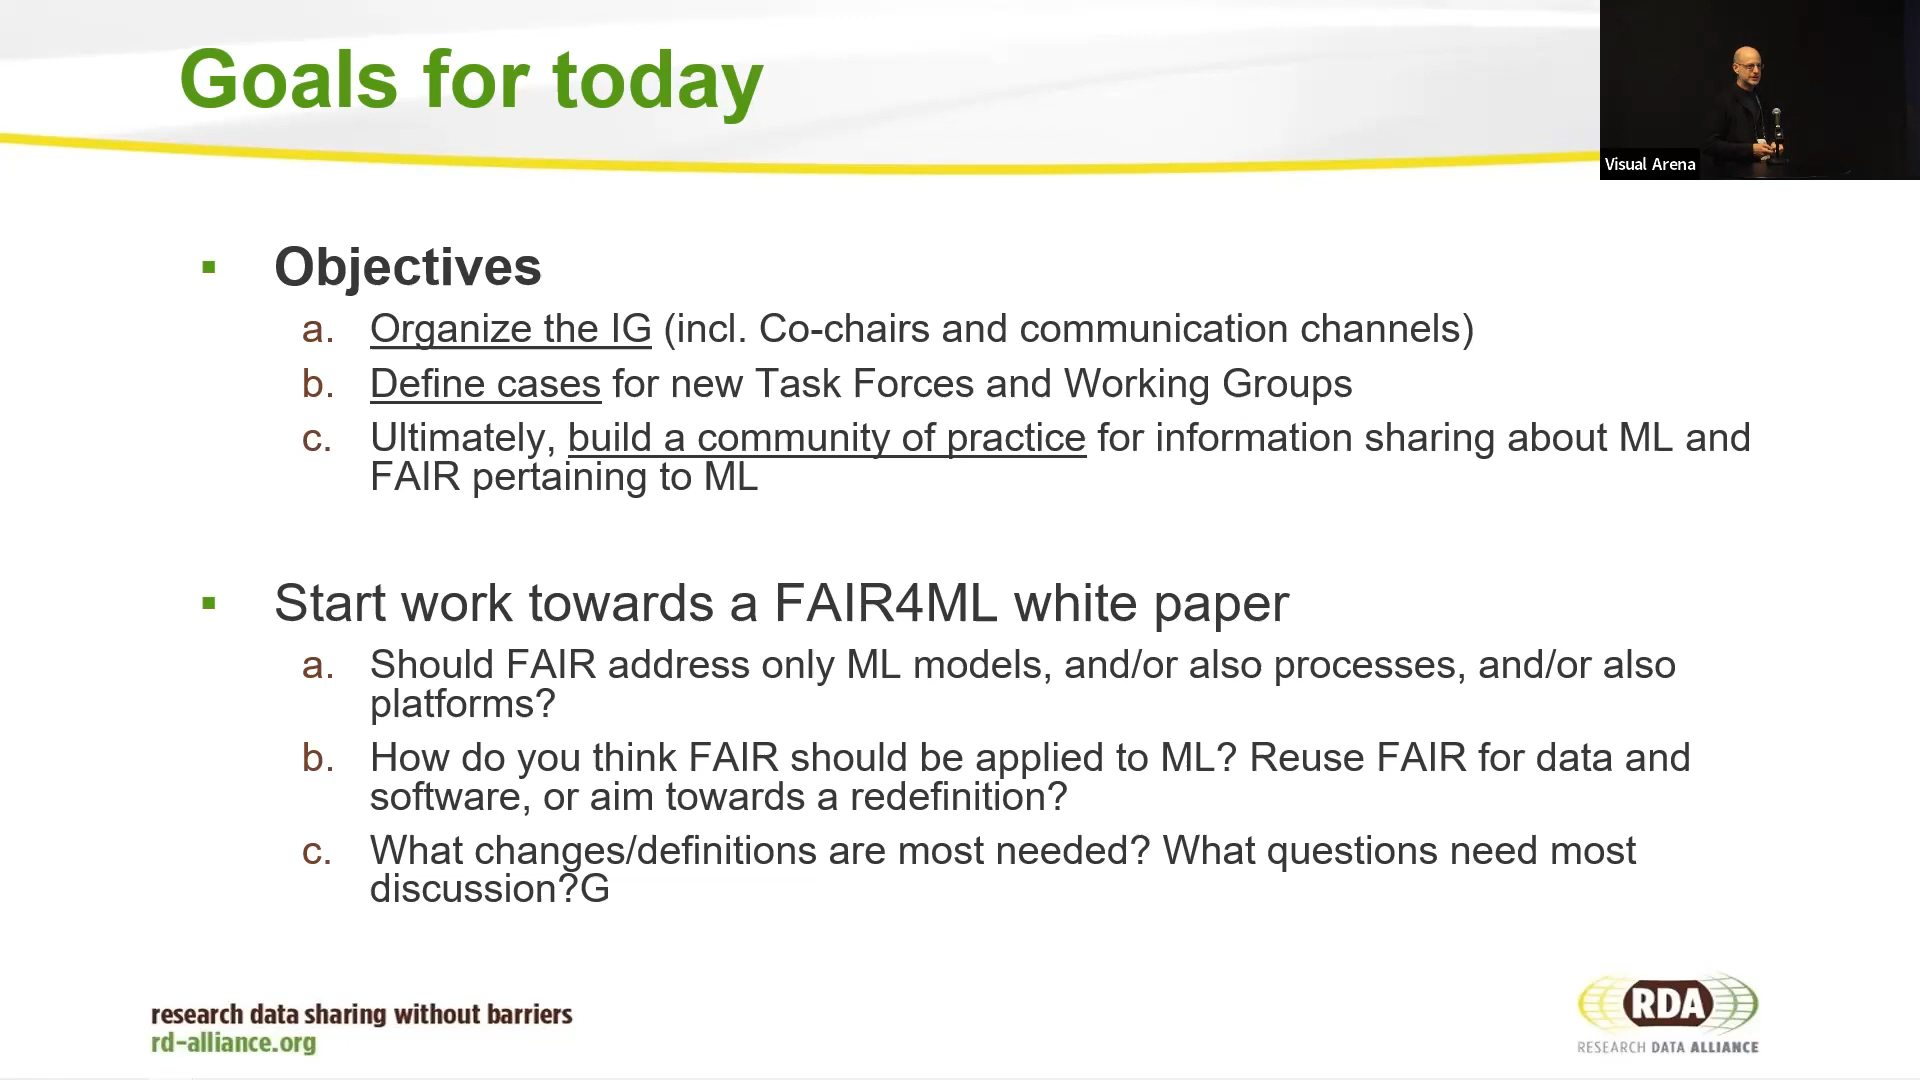 Goals for today
Visual Arena
▪ Objectives
a. Organize the IG (incl. Co-chairs and communication channels)
b. Define cases for new Task Forces and Working Groups
c. Ultimately, build a community of practice for information sharing about ML and
FAIR pertaining to ML
▪ Start work towards a FAIR4ML white paper
a. Should FAIR address only ML models, and/or also processes, and/or also
platforms?
b. How do you think FAIR should be applied to ML? Reuse FAIR for data and
software, or aim towards a redefinition?
c. What changes/definitions are most needed? What questions need most
discussion?G
research data sharing without barriers
rd-alliance.org
RDA
RESEARCH DATA ALLIANCE